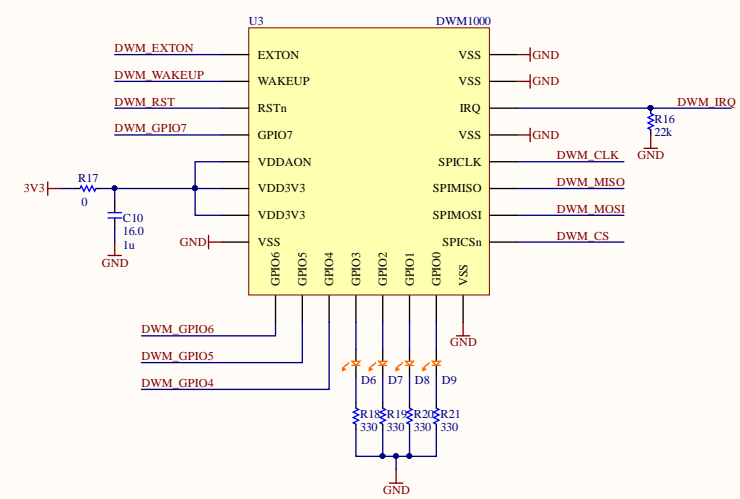 U3 DWM1000
DWM_EXTON EXTON VSS GND
DWM_WAKEUP WAKEUP VSS GND
DWM_RST RSTn IRQ DWM_IRQ
R16
22k
GND
DWM_GPIO7 GPIO7 VSS GND
VDDAON SPICLK DWM_CLK
3V3 R17 0 VDD3V3 SPIMISO DWM_MISO
C10
16.0
1u
GND
VDD3V3 SPIMOSI DWM_MOSI
GND VSS SPICSn DWM_CS
GPIO6 GPIO5 GPIO4 GPIO3 GPIO2 GPIO1 GPIO0 VSS
GND
DWM_GPIO6
DWM_GPIO5
DWM_GPIO4
D6 D7 D8 D9
R18 R19 R20 R21
330 330 330 330
GND